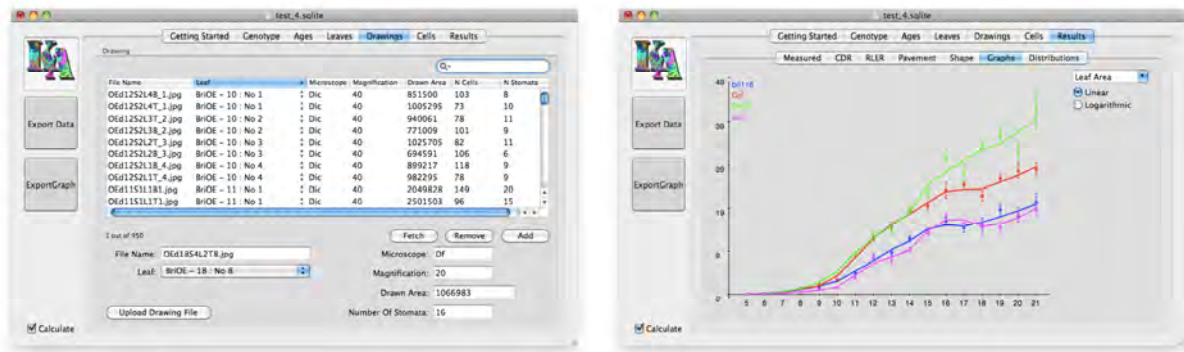 test_4.sqlite
Getting Started Genotype Ages Leaves Drawings Cells Results
Drawing
File Name Leaf Microscope Magnification Drawn Area N Cells N Stomata
OEd12S2L4B_1.jpg BriOE - 10 : No 1 Dic 40 851500 103 8
OEd12S2L4T_1.jpg BriOE - 10 : No 1 Dic 40 1005295 73 10
OEd12S2L3T_2.jpg BriOE - 10 : No 2 Dic 40 940061 78 11
OEd12S2L3B_2.jpg BriOE - 10 : No 2 Dic 40 771009 101 9
OEd12S2L2T_3.jpg BriOE - 10 : No 3 Dic 40 1025705 82 11
OEd12S2L2B_3.jpg BriOE - 10 : No 3 Dic 40 694591 106 6
OEd12S2L1B_4.jpg BriOE - 10 : No 4 Dic 40 899217 118 9
OEd12S2L1T_4.jpg BriOE - 10 : No 4 Dic 40 982295 78 9
OEd11S1L1B1.jpg BriOE - 11 : No 1 Dic 40 2049828 149 20
OEd11S1L1T1.jpg BriOE - 11 : No 1 Dic 40 2501503 96 15
Export Data
ExportGraph
1 out of 450
Fetch Remove Add
File Name: OEd18S4L2T8.jpg
Microscope: Df
Leaf: BriOE - 18 : No 8
Magnification: 20
Drawn Area: 1066983
Upload Drawing File
Number Of Stomata: 16
Calculate
test_4.sqlite
Getting Started Genotype Ages Leaves Drawings Cells Results
Measured CDR RLER Pavement Shape Graphs Distributions
Leaf Area
Linear
Logarithmic
Export Data
ExportGraph
40
30
19
9
0
5 6 7 8 9 10 11 12 13 14 15 16 17 18 19 20 21
Calculate